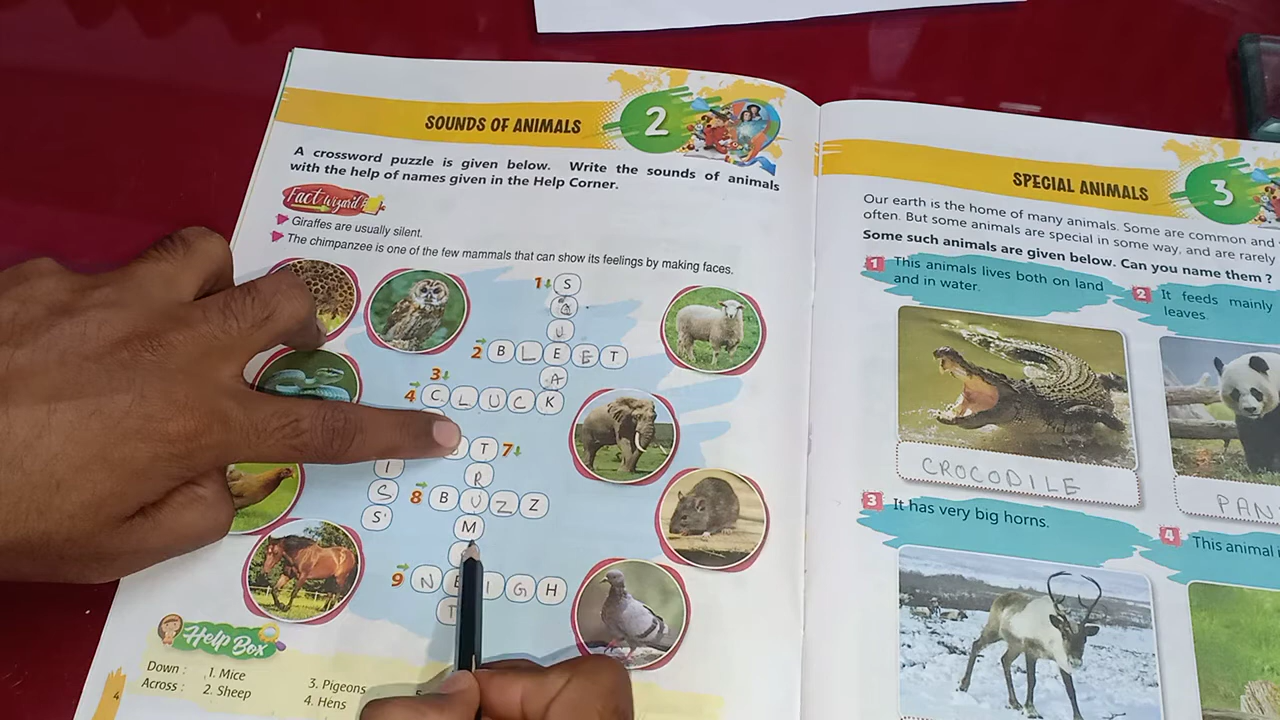 SOUNDS OF ANIMALS
2
A crossword puzzle is given below. Write the sounds of animals
with the help of names given in the Help Corner.
Fact wizard
Giraffes are usually silent.
The chimpanzee is one of the few mammals that can show its feelings by making faces.
1 S
Q
U
2 B L E E T
A
3
4 C L U C K
T 7
I R
S 8 B U Z Z
S' M
9 N E I G H
T
Help Box
Down : 1. Mice 3. Pigeons
Across : 2. Sheep 4. Hens
4
SPECIAL ANIMALS
3
Our earth is the home of many animals. Some are common and
often. But some animals are special in some way, and are rarely
Some such animals are given below. Can you name them ?
1 This animals lives both on land
and in water.
2 It feeds mainly
leaves.
CROCODILE
PAN
3 It has very big horns.
4 This animal